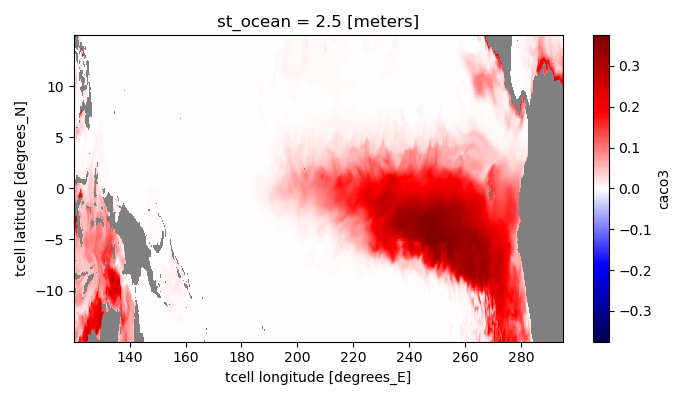 st_ocean = 2.5 [meters]
10
5
0
−5
−10
tcell latitude [degrees_N]
140 160 180 200 220 240 260 280
tcell longitude [degrees_E]
0.3
0.2
0.1
0.0
−0.1
−0.2
−0.3
caco3